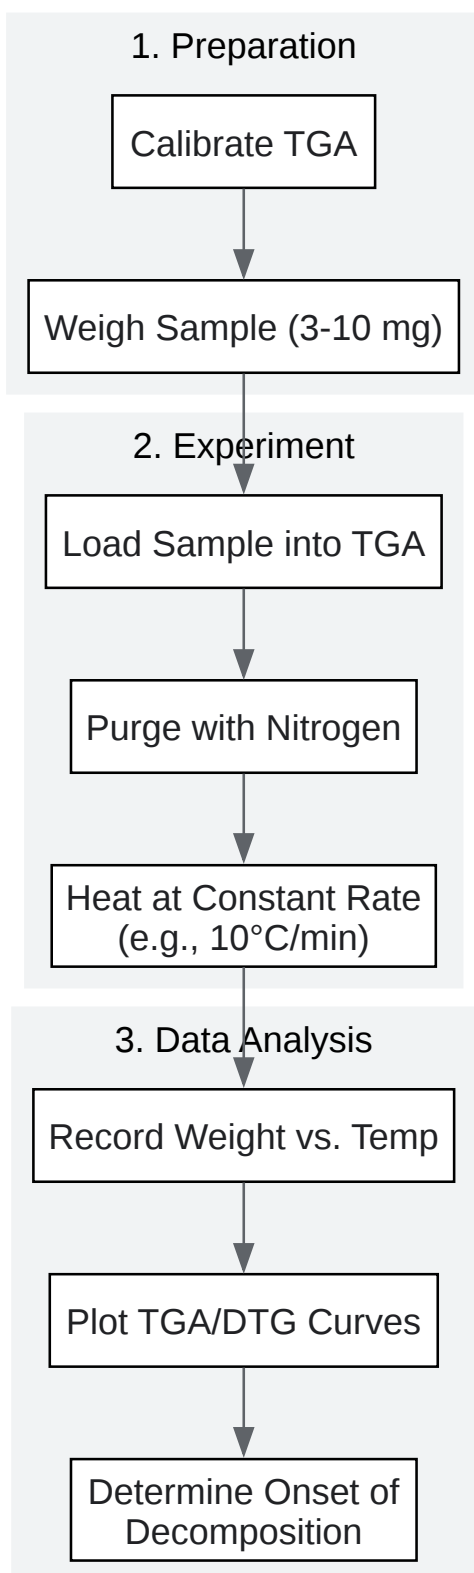 1. Preparation
Calibrate TGA
Weigh Sample (3-10 mg)
2. Experiment
Load Sample into TGA
Purge with Nitrogen
Heat at Constant Rate
(e.g., 10°C/min)
3. Data Analysis
Record Weight vs. Temp
Plot TGA/DTG Curves
Determine Onset of
Decomposition